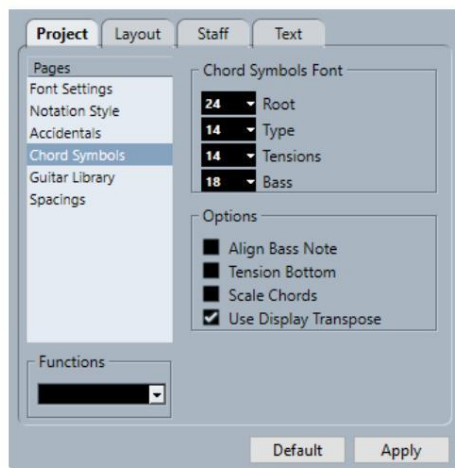 Project Layout Staff Text
Pages
Font Settings
Notation Style
Accidentals
Chord Symbols
Guitar Library
Spacings
Functions
Chord Symbols Font
24 Root
14 Type
14 Tensions
18 Bass
Options
Align Bass Note
Tension Bottom
Scale Chords
Use Display Transpose
Default Apply